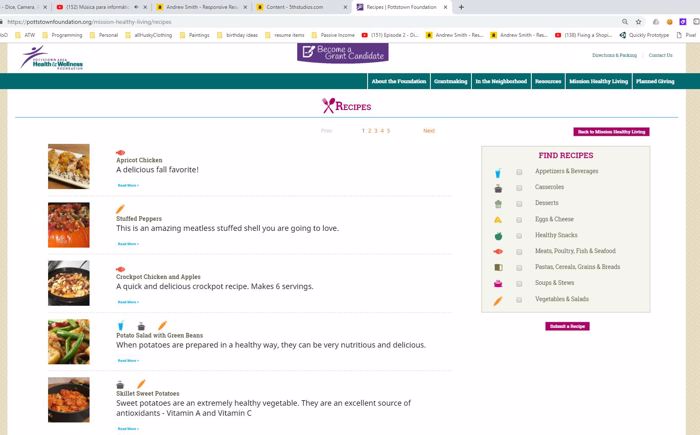 - Dice, Camera,
(152) Música para informátic
Andrew Smith - Responsive Re
Content - 5thstudios.com
Recipes | Pottstown Foundation
https://pottstownfoundation.org/mission-healthy-living/recipes
ATW
Programming
Personal
allHuskyClothing
Paintings
birthday ideas
resume items
Passive Income
(151) Episode 2 - Di
Andrew Smith - Res
Andrew Smith - Res
(138) Fixing a Shopi
Quickly Prototype
Pixel
POTTSTOWN AREA
Health & Wellness
FOUNDATION
Become a
Grant Candidate
Directions & Parking
Contact Us
About the Foundation
Grantmaking
In the Neighborhood
Resources
Mission Healthy Living
Planned Giving
RECIPES
Prev
1 2 3 4 5
Next
Back to Mission Healthy Living
Apricot Chicken
A delicious fall favorite!
Read More »
Stuffed Peppers
This is an amazing meatless stuffed shell you are going to love.
Read More »
Crockpot Chicken and Apples
A quick and delicious crockpot recipe. Makes 6 servings.
Read More »
Potato Salad with Green Beans
When potatoes are prepared in a healthy way, they can be very nutritious and delicious.
Read More »
Skillet Sweet Potatoes
Sweet potatoes are an extremely healthy vegetable. They are an excellent source of
antioxidants - Vitamin A and Vitamin C
Read More »
FIND RECIPES
Appetizers & Beverages
Casseroles
Desserts
Eggs & Cheese
Healthy Snacks
Meats, Poultry, Fish & Seafood
Pastas, Cereals, Grains & Breads
Soups & Stews
Vegetables & Salads
Submit a Recipe